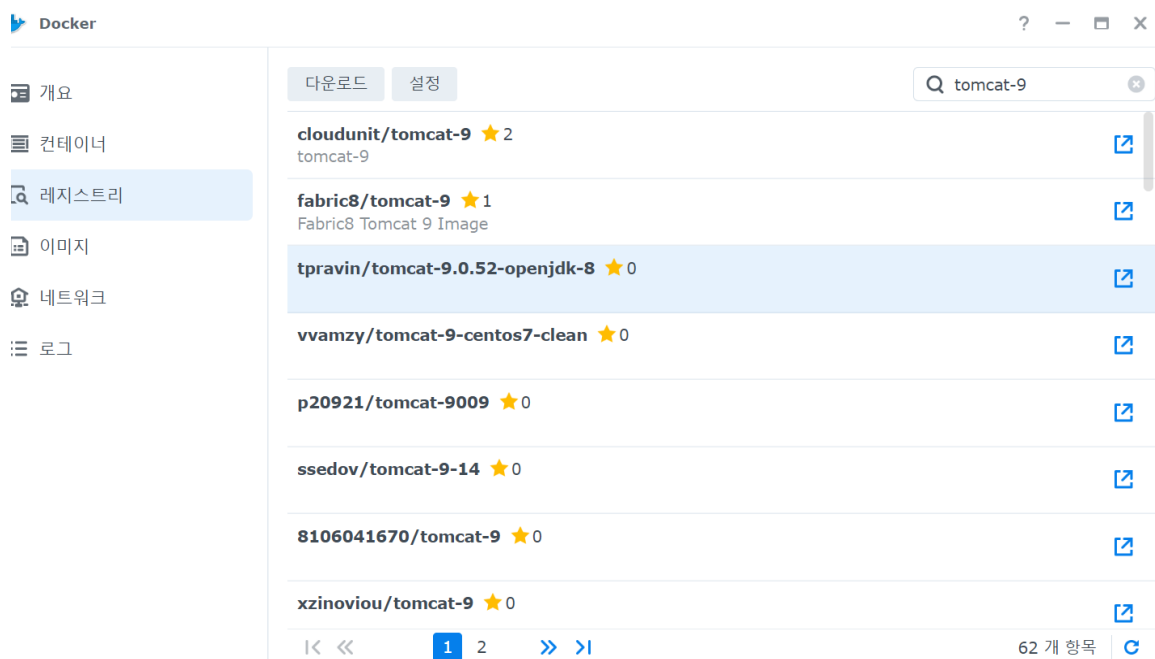 Docker
개요
컨테이너
레지스트리
이미지
네트워크
로그
다운로드 설정 tomcat-9
cloudunit/tomcat-9 2
tomcat-9
fabric8/tomcat-9 1
Fabric8 Tomcat 9 Image
tpravin/tomcat-9.0.52-openjdk-8 0
vvamzy/tomcat-9-centos7-clean 0
p20921/tomcat-9009 0
ssedov/tomcat-9-14 0
8106041670/tomcat-9 0
xzinoviou/tomcat-9 0
1 2 62 개 항목